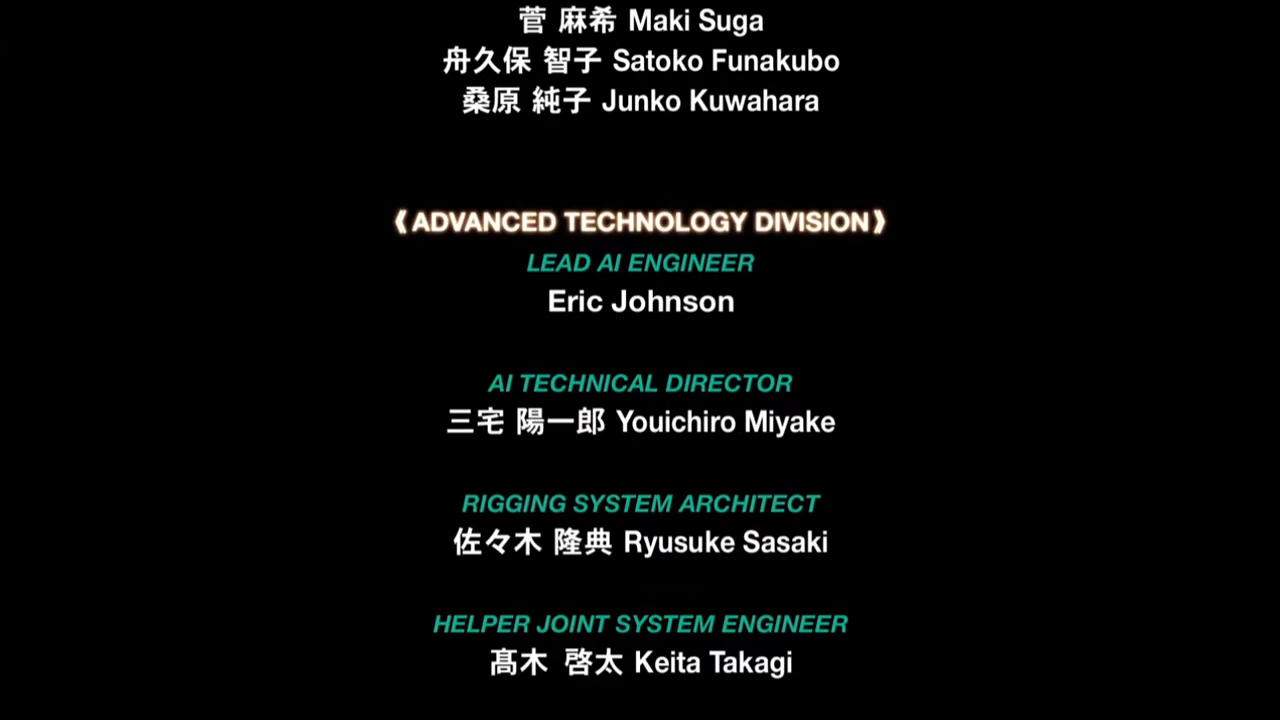 菅 麻希 Maki Suga
舟久保 智子 Satoko Funakubo
桑原 純子 Junko Kuwahara
《ADVANCED TECHNOLOGY DIVISION》
LEAD AI ENGINEER
Eric Johnson
AI TECHNICAL DIRECTOR
三宅 陽一郎 Youichiro Miyake
RIGGING SYSTEM ARCHITECT
佐々木 隆典 Ryusuke Sasaki
HELPER JOINT SYSTEM ENGINEER
髙木 啓太 Keita Takagi